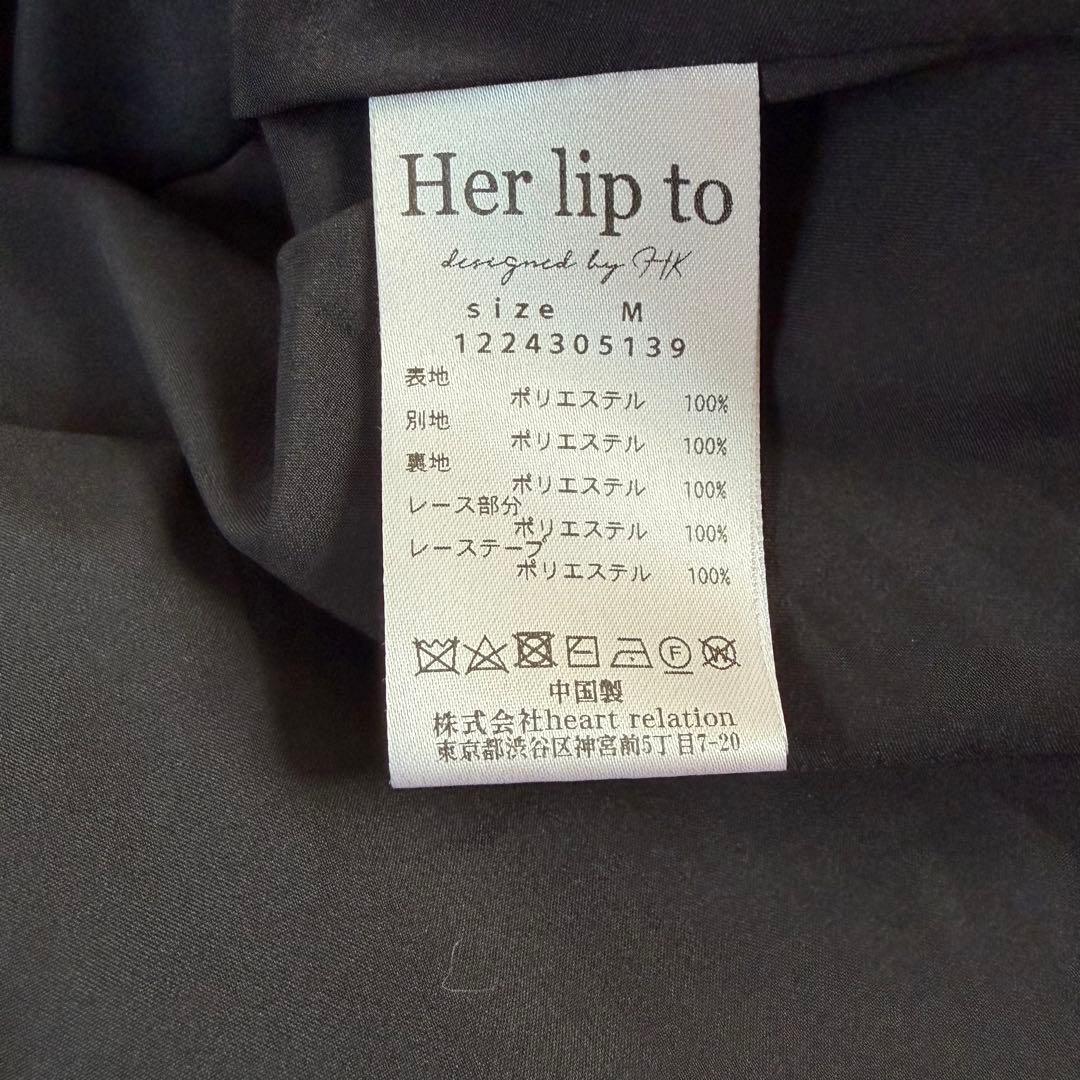 Her lip to
designed by HK
size M
1224305139
表地
ポリエステル 100%
別地
ポリエステル 100%
裏地
ポリエステル 100%
レース部分
ポリエステル 100%
レーステープ
ポリエステル 100%
F W
中国製
株式会社heart relation
東京都渋谷区神宮前5丁目7-20